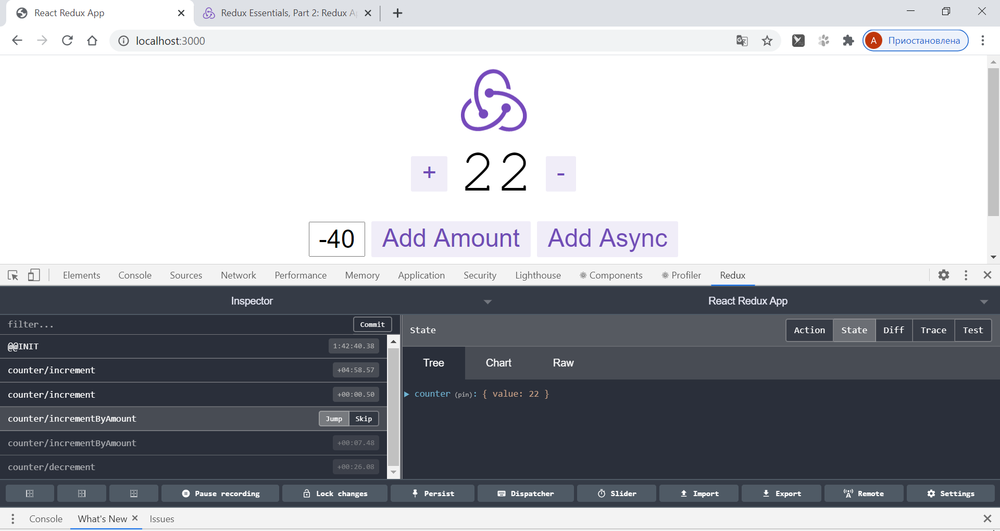 React Redux App
Redux Essentials, Part 2: Redux A
localhost:3000
A Приостановлена
+ 22 -
-40 Add Amount Add Async
Elements Console Sources Network Performance Memory Application Security Lighthouse Components Profiler Redux
Inspector React Redux App
filter... Commit
State Action State Diff Trace Test
@@INIT 1:42:40.38
Tree Chart Raw
counter/increment +04:58.57
counter/increment +00:00.50
counter (pin): { value: 22 }
counter/incrementByAmount Jump Skip
counter/incrementByAmount +00:07.48
counter/decrement +00:26.08
Pause recording Lock changes Persist Dispatcher Slider Import Export Remote Settings
Console What's New Issues